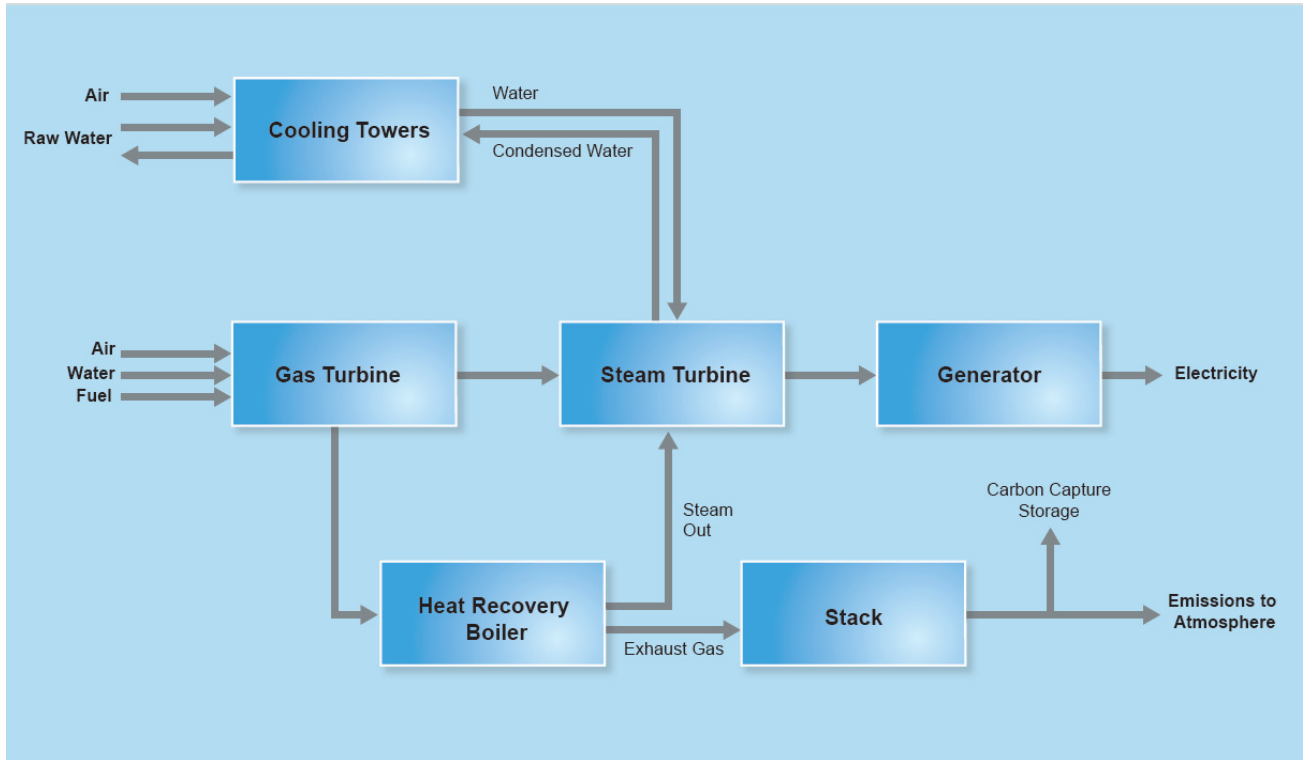 Air
Raw Water
Cooling Towers
Water
Condensed Water
Air
Water
Fuel
Gas Turbine
Steam Turbine
Generator
Electricity
Steam
Out
Carbon Capture
Storage
Heat Recovery
Boiler
Exhaust Gas
Stack
Emissions to
Atmosphere